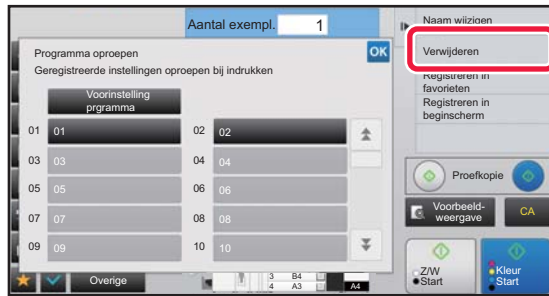 Aantal exempl. 1
Naam wijzigen
Programma oproepen
OK
Verwijderen
Geregistreerde instellingen oproepen bij indrukken
Registreren in
favorieten
Voorinstelling
prgramma
Registreren in
beginscherm
01 01 02 02
03 03 04 04
05 05 06 06
Proefkopie
07 07 08 08
Voorbeeld-
weergave
CA
09 09 10 10
Overige
3 B4
4 A3
A4
Z/W
Start
Kleur
Start